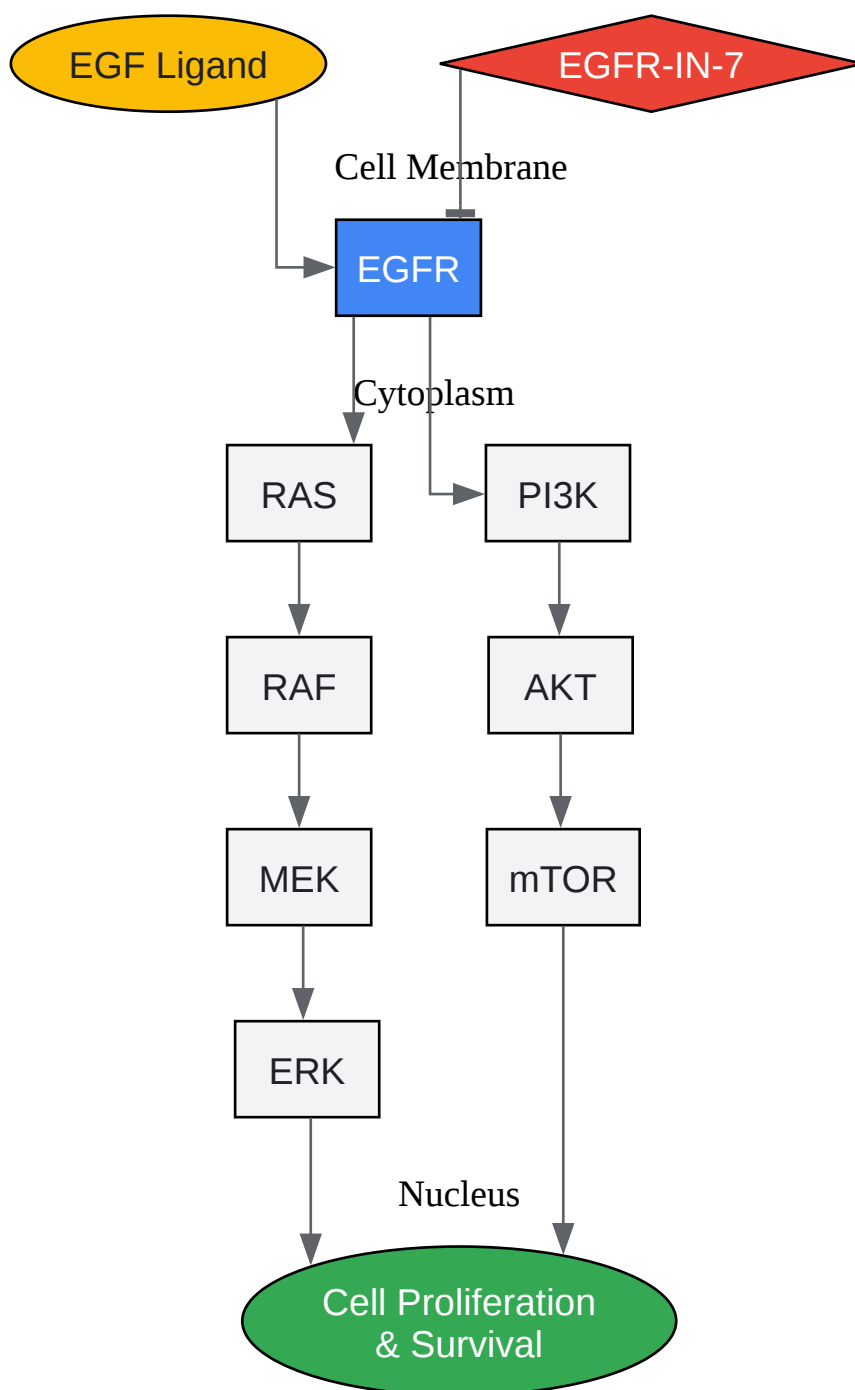 EGF Ligand
EGFR-IN-7
Cell Membrane
EGFR
Cytoplasm
RAS
PI3K
RAF
AKT
MEK
mTOR
ERK
Nucleus
Cell Proliferation
& Survival